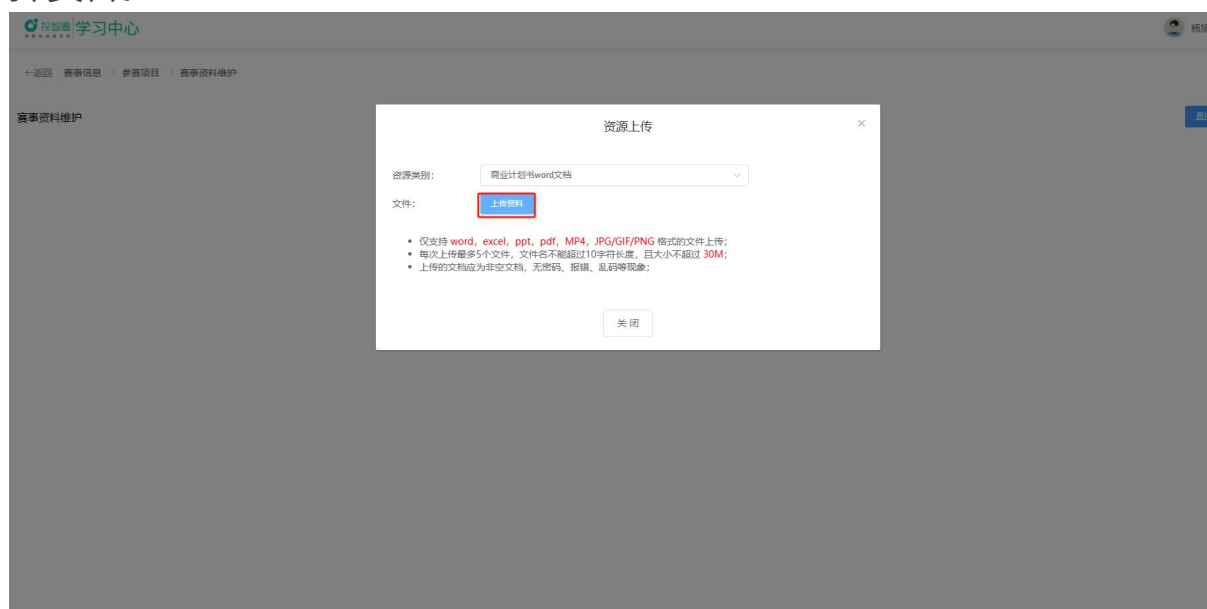 投智圈 学习中心
←返回 赛事信息 > 参赛项目 > 赛事资料维护
赛事资料维护
资源上传
×
资源类别：
商业计划书word文档
文件：
上传资料
• 仅支持 word，excel，ppt，pdf，MP4，JPG/GIF/PNG 格式的文件上传；
• 每次上传最多5个文件，文件名不能超过10字符长度，且大小不超过 30M；
• 上传的文档应为非空文档，无密码、报错、乱码等现象；
关 闭